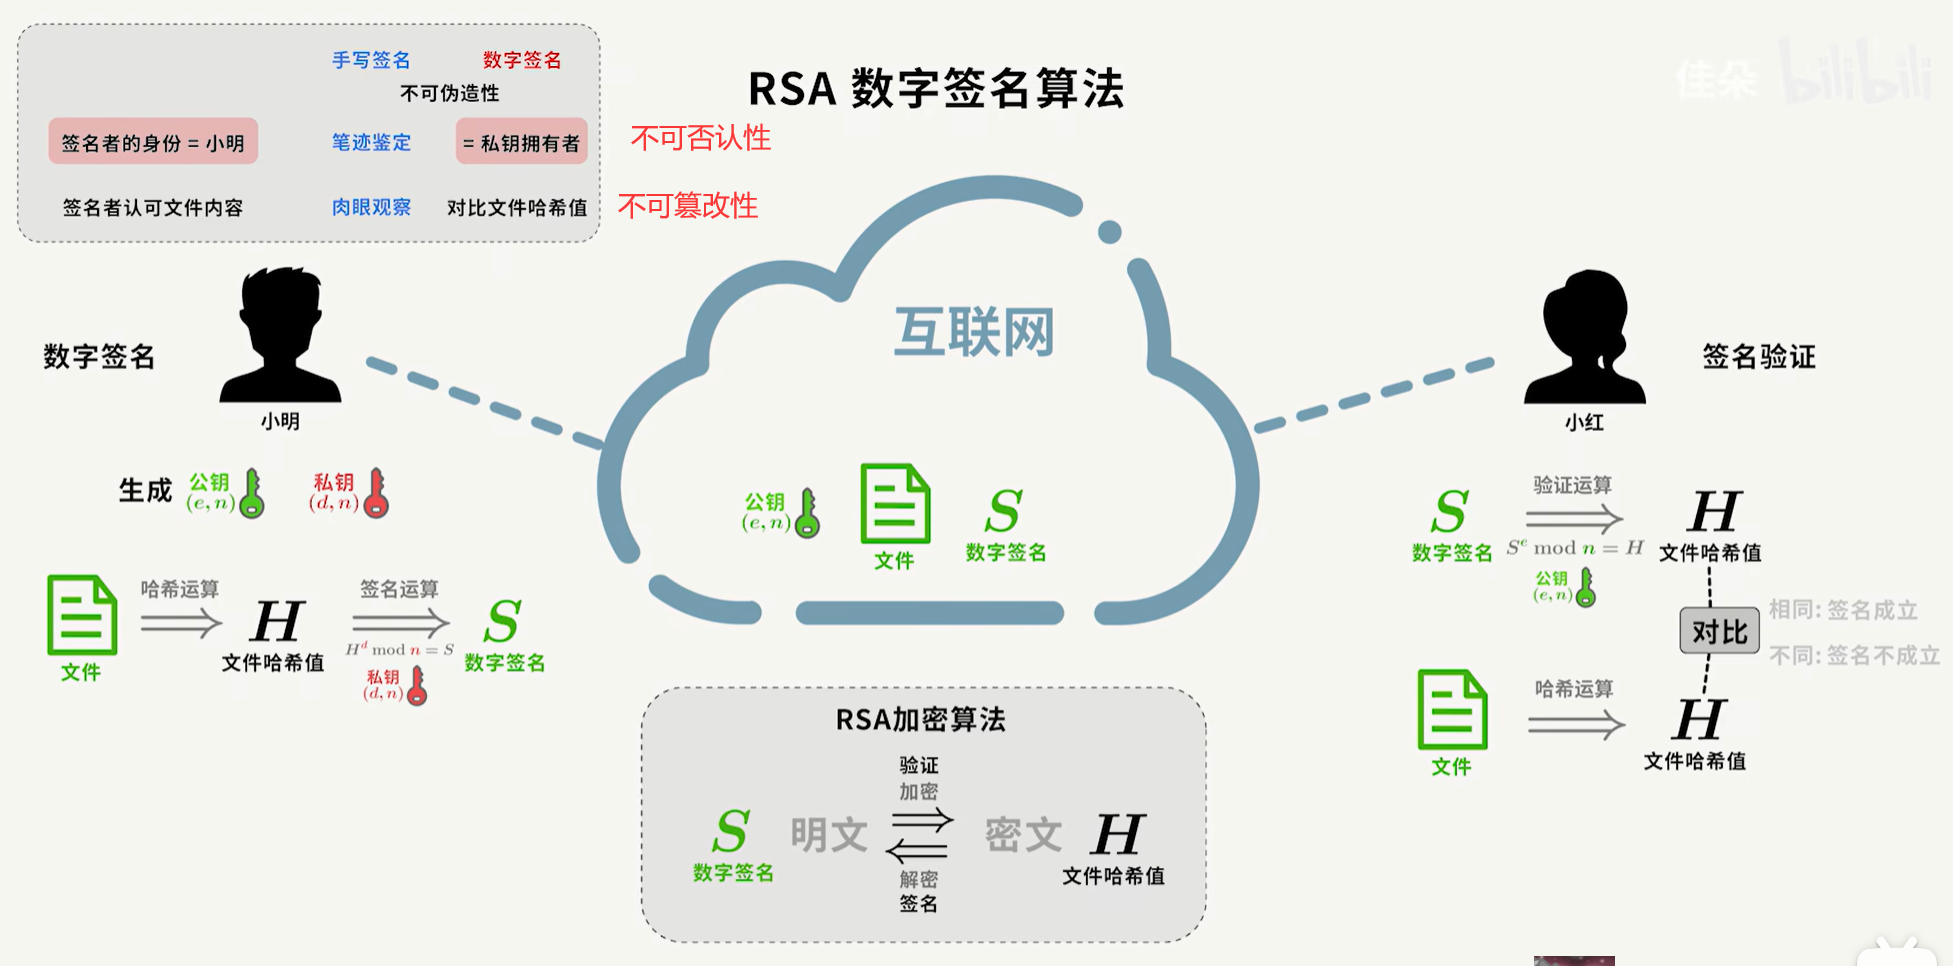 手写签名 数字签名
不可伪造性
签名者的身份 = 小明 笔迹鉴定 = 私钥拥有者 不可否认性
签名者认可文件内容 肉眼观察 对比文件哈希值 不可篡改性
RSA 数字签名算法
佳朵 bilibili
互联网
数字签名
小明
签名验证
小红
生成 公钥 (e, n) 私钥 (d, n)
文件
哈希运算
H
文件哈希值
签名运算
H^d mod n = S
私钥
(d, n)
S
数字签名
公钥
(e, n)
文件
S
数字签名
S
数字签名
验证运算
S^e mod n = H
公钥
(e, n)
H
文件哈希值
对比
相同: 签名成立
不同: 签名不成立
文件
哈希运算
H
文件哈希值
RSA加密算法
验证
加密
S 明文 密文 H
数字签名 文件哈希值
解密
签名